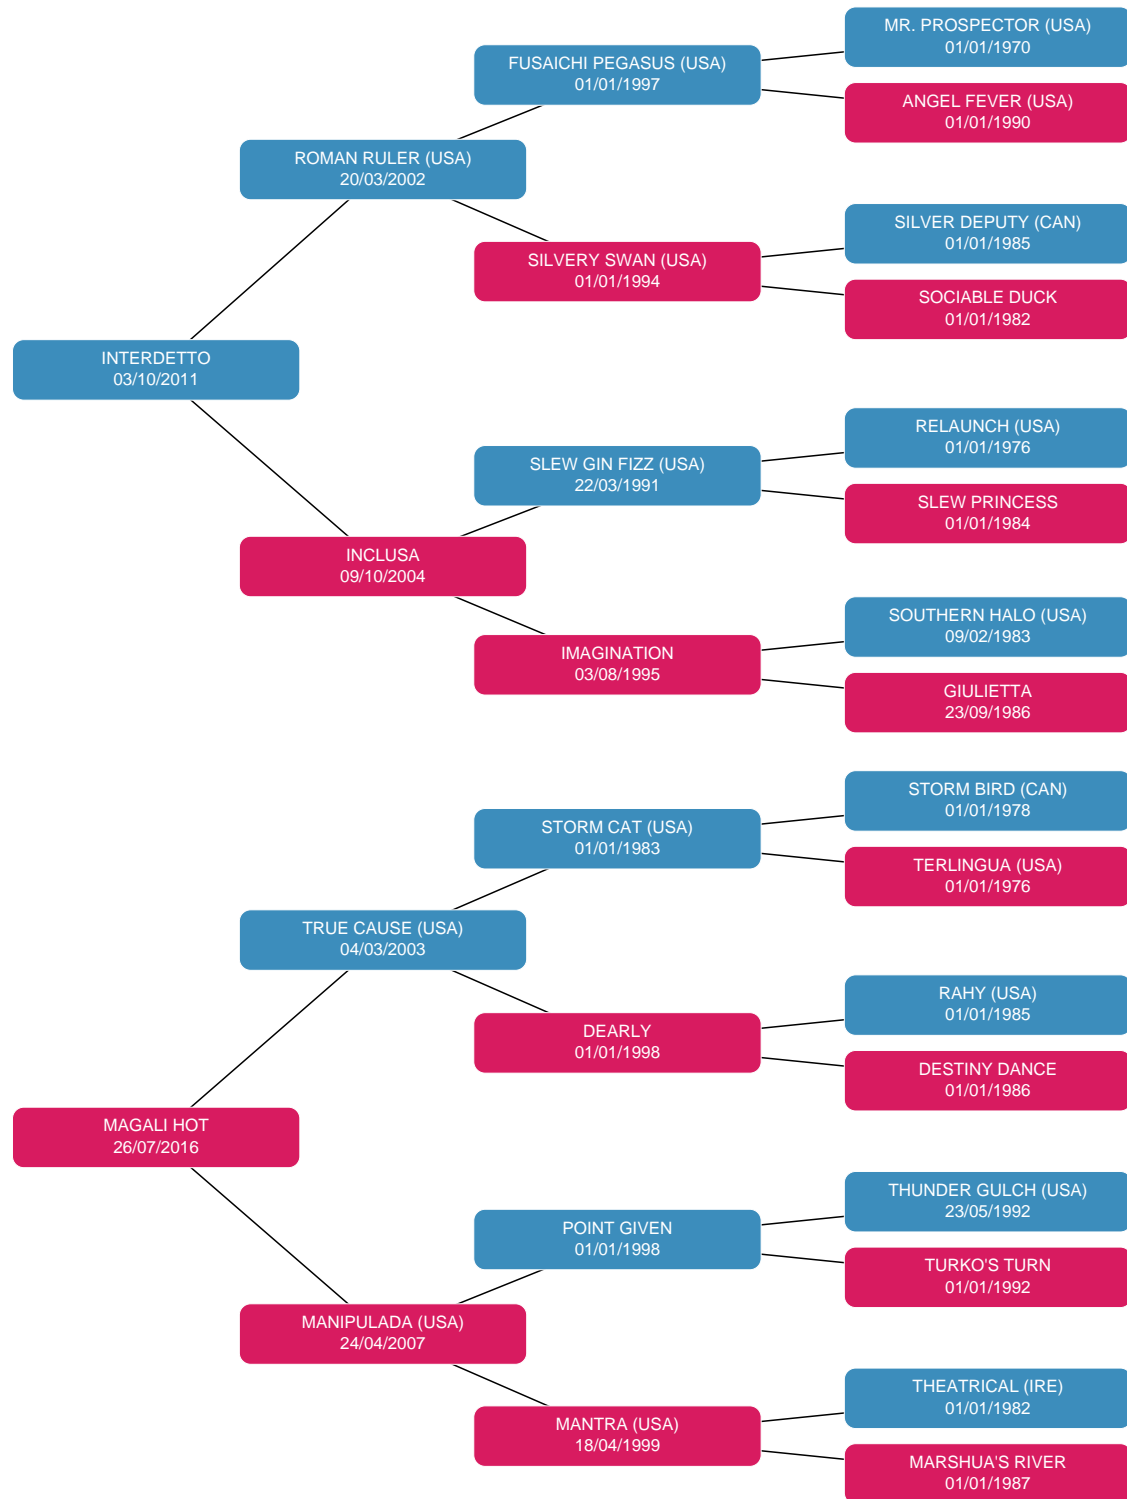 MR. PROSPECTOR (USA)
01/01/1970
FUSAICHI PEGASUS (USA)
01/01/1997
ANGEL FEVER (USA)
01/01/1990
ROMAN RULER (USA)
20/03/2002
SILVER DEPUTY (CAN)
01/01/1985
SILVERY SWAN (USA)
01/01/1994
SOCIABLE DUCK
01/01/1982
INTERDETTO
03/10/2011
RELAUNCH (USA)
01/01/1976
SLEW GIN FIZZ (USA)
22/03/1991
SLEW PRINCESS
01/01/1984
INCLUSA
09/10/2004
SOUTHERN HALO (USA)
09/02/1983
IMAGINATION
03/08/1995
GIULIETTA
23/09/1986
STORM BIRD (CAN)
01/01/1978
STORM CAT (USA)
01/01/1983
TERLINGUA (USA)
01/01/1976
TRUE CAUSE (USA)
04/03/2003
RAHY (USA)
01/01/1985
DEARLY
01/01/1998
DESTINY DANCE
01/01/1986
MAGALI HOT
26/07/2016
THUNDER GULCH (USA)
23/05/1992
POINT GIVEN
01/01/1998
TURKO'S TURN
01/01/1992
MANIPULADA (USA)
24/04/2007
THEATRICAL (IRE)
01/01/1982
MANTRA (USA)
18/04/1999
MARSHUA'S RIVER
01/01/1987